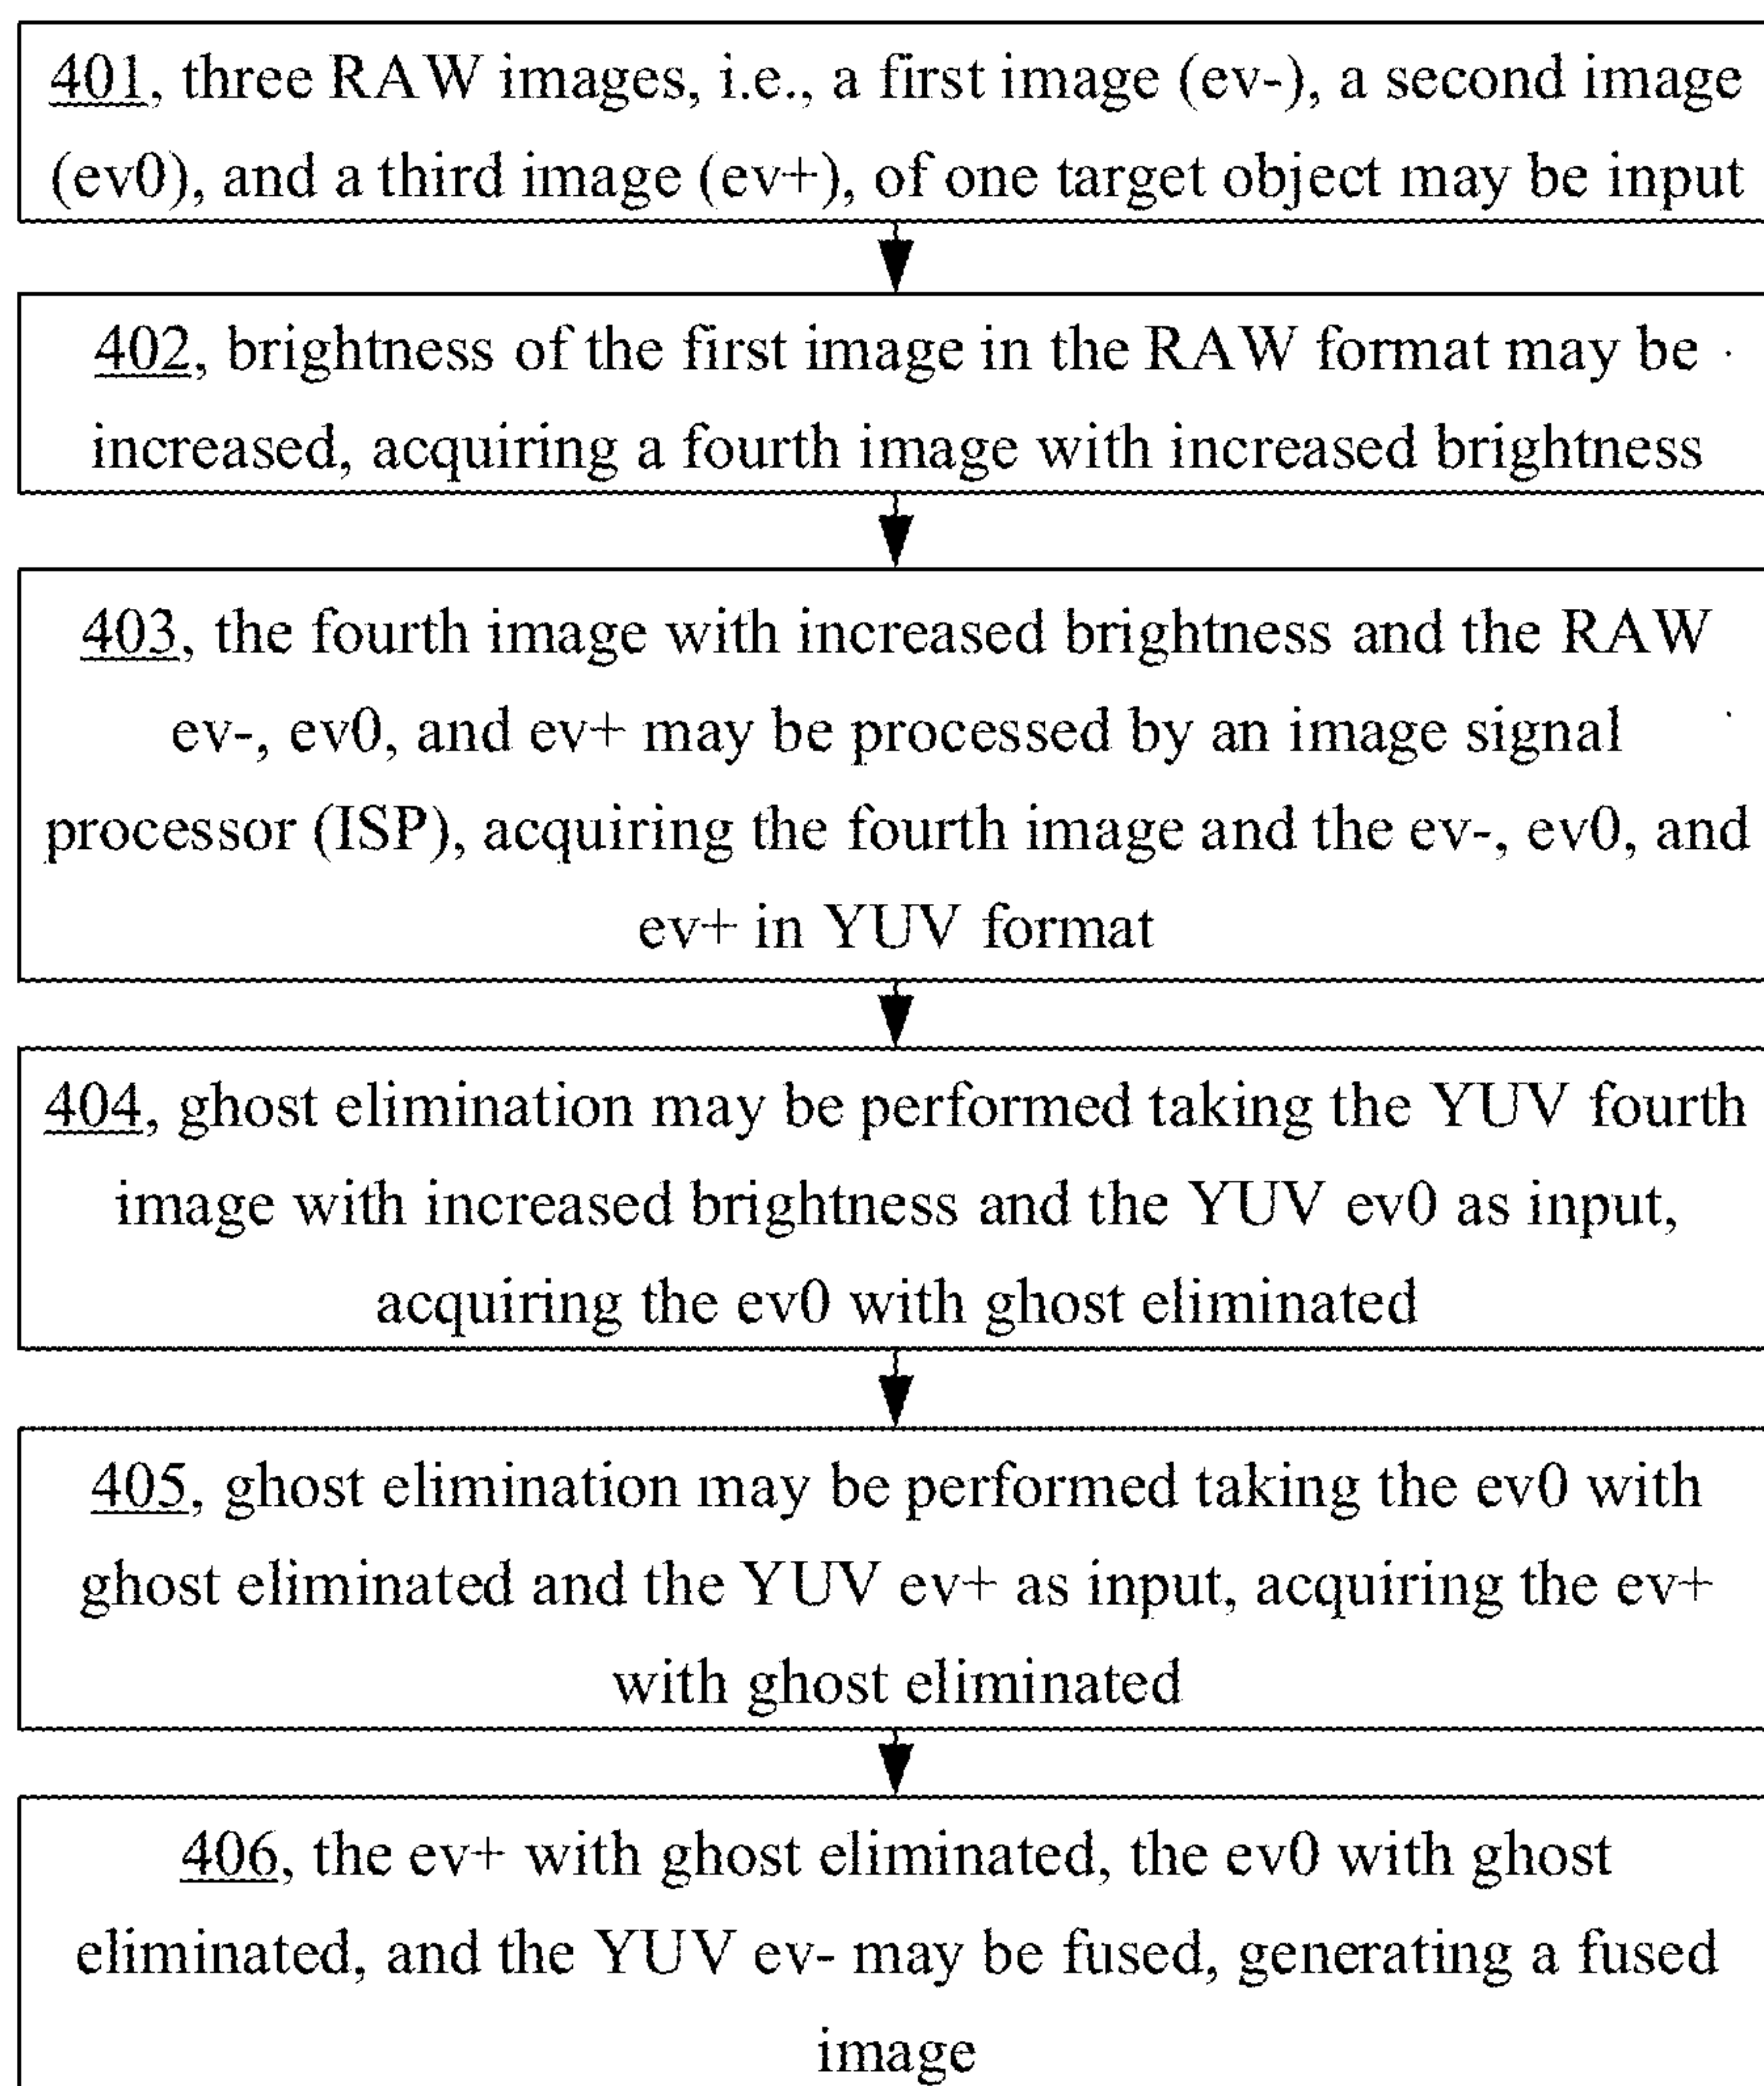 401, three RAW images, i.e., a first image (ev-), a second image
(ev0), and a third image (ev+), of one target object may be input
402, brightness of the first image in the RAW format may be
increased, acquiring a fourth image with increased brightness
403, the fourth image with increased brightness and the RAW
ev-, ev0, and ev+ may be processed by an image signal
processor (ISP), acquiring the fourth image and the ev-, ev0, and
ev+ in YUV format
404, ghost elimination may be performed taking the YUV fourth
image with increased brightness and the YUV ev0 as input,
acquiring the ev0 with ghost eliminated
405, ghost elimination may be performed taking the ev0 with
ghost eliminated and the YUV ev+ as input, acquiring the ev+
with ghost eliminated
406, the ev+ with ghost eliminated, the ev0 with ghost
eliminated, and the YUV ev- may be fused, generating a fused
image